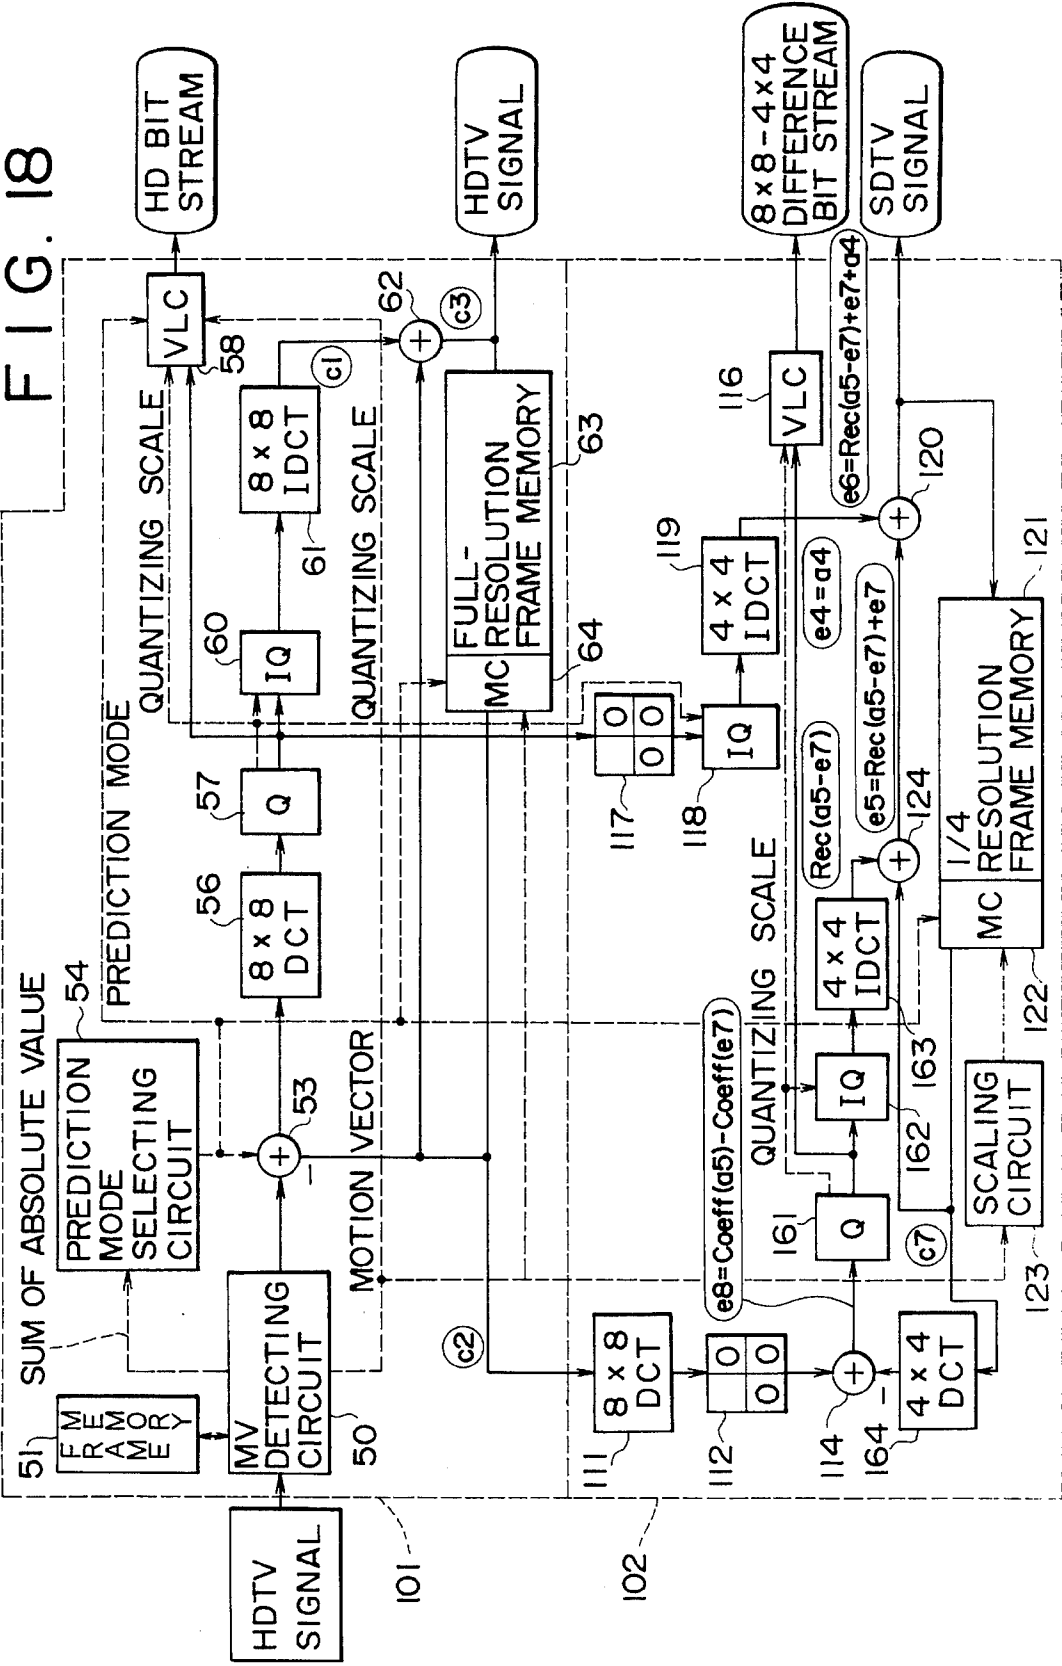 FIG. 18
HDTV
SIGNAL
51
FRAME
MEMORY
MV
DETECTING
CIRCUIT
50
SUM OF ABSOLUTE VALUE
PREDICTION
MODE
SELECTING
CIRCUIT
54
PREDICTION MODE
+
-
53
MOTION VECTOR
56
8 × 8
DCT
57
Q
60
IQ
61
8 × 8
IDCT
QUANTIZING SCALE
QUANTIZING SCALE
VLC
58
HD BIT
STREAM
c1
+
62
c3
HDTV
SIGNAL
FULL-
RESOLUTION
FRAME MEMORY
MC
63
64
c2
101
102
111
8 × 8
DCT
112
0
0
0
+
-
114
164
4 × 4
DCT
e8=Coeff(a5)-Coeff(e7)
161
Q
c7
QUANTIZING SCALE
IQ
162
4 × 4
IDCT
163
Rec(a5-e7)
+
124
e5=Rec(a5-e7)+e7
117
0
0
0
118
IQ
119
4 × 4
IDCT
e4=a4
+
120
e6=Rec(a5-e7)+e7+a4
116
VLC
8×8-4×4
DIFFERENCE
BIT STREAM
SDTV
SIGNAL
SCALING
CIRCUIT
123
MC
122
1/4
RESOLUTION
FRAME MEMORY
121